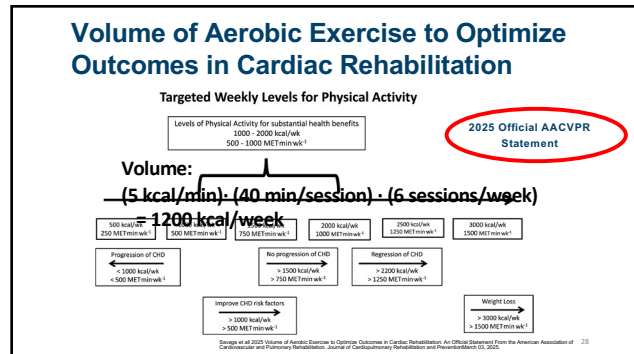 Volume of Aerobic Exercise to Optimize
Outcomes in Cardiac Rehabilitation
Targeted Weekly Levels for Physical Activity
Levels of Physical Activity for substantial health benefits
1000 - 2000 kcal/wk
500 - 1000 METmin wk⁻¹
2025 Official AACVPR
Statement
Volume:
(5 kcal/min)· (40 min/session) · (6 sessions/week)
= 1200 kcal/week
500 kcal/wk
250 METmin wk⁻¹
500 METmin wk⁻¹
750 METmin wk⁻¹
2000 kcal/wk
1000 METmin wk⁻¹
2500 kcal/wk
1250 METmin wk⁻¹
3000 kcal/wk
1500 METmin wk⁻¹
Progression of CHD
< 1000 kcal/wk
< 500 METmin wk⁻¹
No progression of CHD
> 1500 kcal/wk
> 750 METmin wk⁻¹
Regression of CHD
> 2200 kcal/wk
> 1250 METmin wk⁻¹
Improve CHD risk factors
> 1000 kcal/wk
> 500 METmin wk⁻¹
Weight Loss
> 3000 kcal/wk
> 1500 METmin wk⁻¹
Savage et all 2025 Volume of Aerobic Exercise to Optimize Outcomes in Cardiac Rehabilitation: An Official Statement From the American Association of
Cardiovascular and Pulmonary Rehabilitation. Journal of Cardiopulmonary Rehabilitation and PreventionMarch 03, 2025.
28